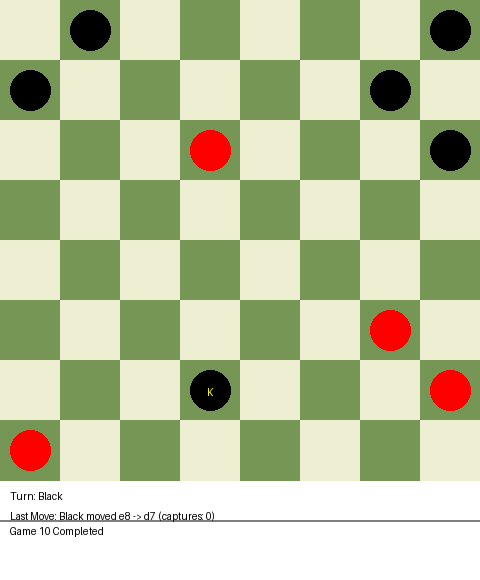 K
Turn: Black
Last Move: Black moved e8 -> d7 (captures: 0)
Game 10 Completed